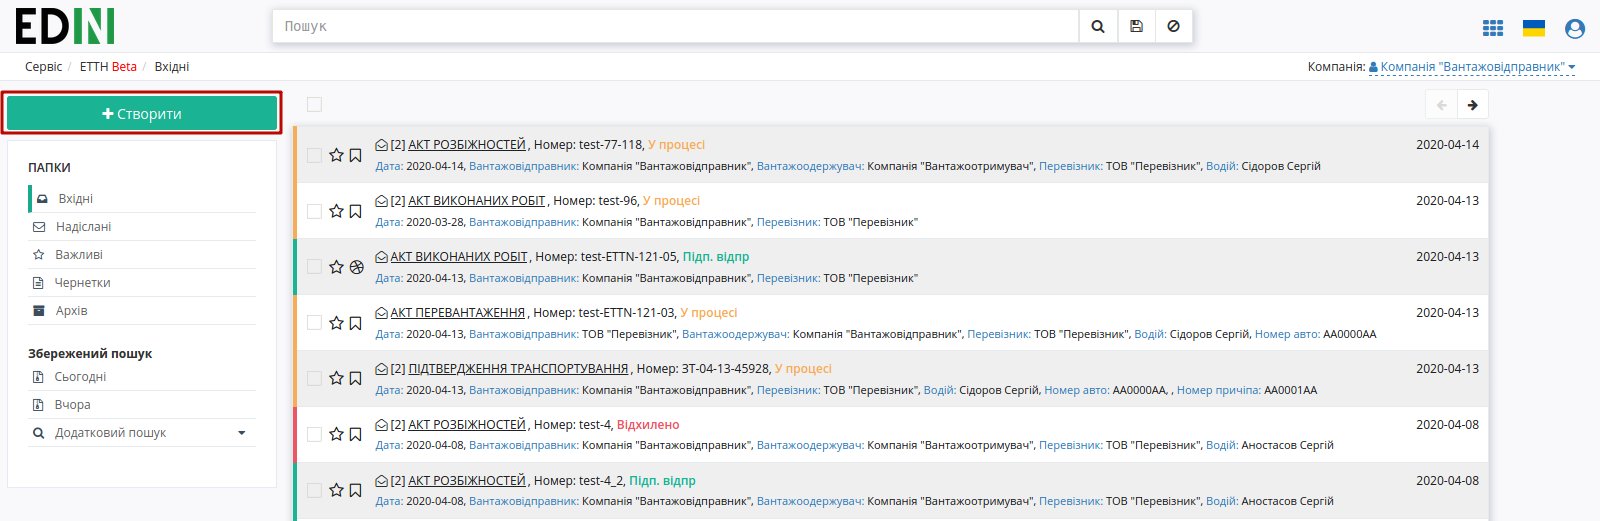 EDIN
Пошук
Сервіс / ЕТТН Beta / Вхідні
Компанія: Компанія "Вантажовідправник"
Створити
ПАПКИ
Вхідні
Надіслані
Важливі
Чернетки
Архів
Збережений пошук
Сьогодні
Вчора
Додатковий пошук
[2] АКТ РОЗБІЖНОСТЕЙ , Номер: test-77-118, У процесі 2020-04-14
Дата: 2020-04-14, Вантажовідправник: Компанія "Вантажовідправник", Вантажоодержувач: Компанія "Вантажоотримувач", Перевізник: ТОВ "Перевізник", Водій: Сідоров Сергій
[2] АКТ ВИКОНАНИХ РОБІТ , Номер: test-96, У процесі 2020-04-13
Дата: 2020-03-28, Вантажовідправник: Компанія "Вантажовідправник", Перевізник: ТОВ "Перевізник"
АКТ ВИКОНАНИХ РОБІТ , Номер: test-ETTN-121-05, Підп. відпр 2020-04-13
Дата: 2020-04-13, Вантажовідправник: Компанія "Вантажовідправник", Перевізник: ТОВ "Перевізник"
АКТ ПЕРЕВАНТАЖЕННЯ , Номер: test-ETTN-121-03, У процесі 2020-04-13
Дата: 2020-04-13, Вантажовідправник: ТОВ "Перевізник", Вантажоодержувач: Компанія "Вантажовідправник", Перевізник: ТОВ "Перевізник", Водій: Сідоров Сергій, Номер авто: АА0000АА
[2] ПІДТВЕРДЖЕННЯ ТРАНСПОРТУВАННЯ , Номер: ЗТ-04-13-45928, У процесі 2020-04-13
Дата: 2020-04-13, Вантажовідправник: Компанія "Вантажовідправник", Перевізник: ТОВ "Перевізник", Водій: Сідоров Сергій, Номер авто: АА0000АА, , Номер причіпа: АА0001АА
[2] АКТ РОЗБІЖНОСТЕЙ , Номер: test-4, Відхилено 2020-04-08
Дата: 2020-04-08, Вантажовідправник: Компанія "Вантажовідправник", Вантажоодержувач: Компанія "Вантажоотримувач", Перевізник: ТОВ "Перевізник", Водій: Аностасов Сергій
[2] АКТ РОЗБІЖНОСТЕЙ , Номер: test-4_2, Підп. відпр 2020-04-08
Дата: 2020-04-08, Вантажовідправник: Компанія "Вантажовідправник", Вантажоодержувач: Компанія "Вантажоотримувач", Перевізник: ТОВ "Перевізник", Водій: Аностасов Сергій